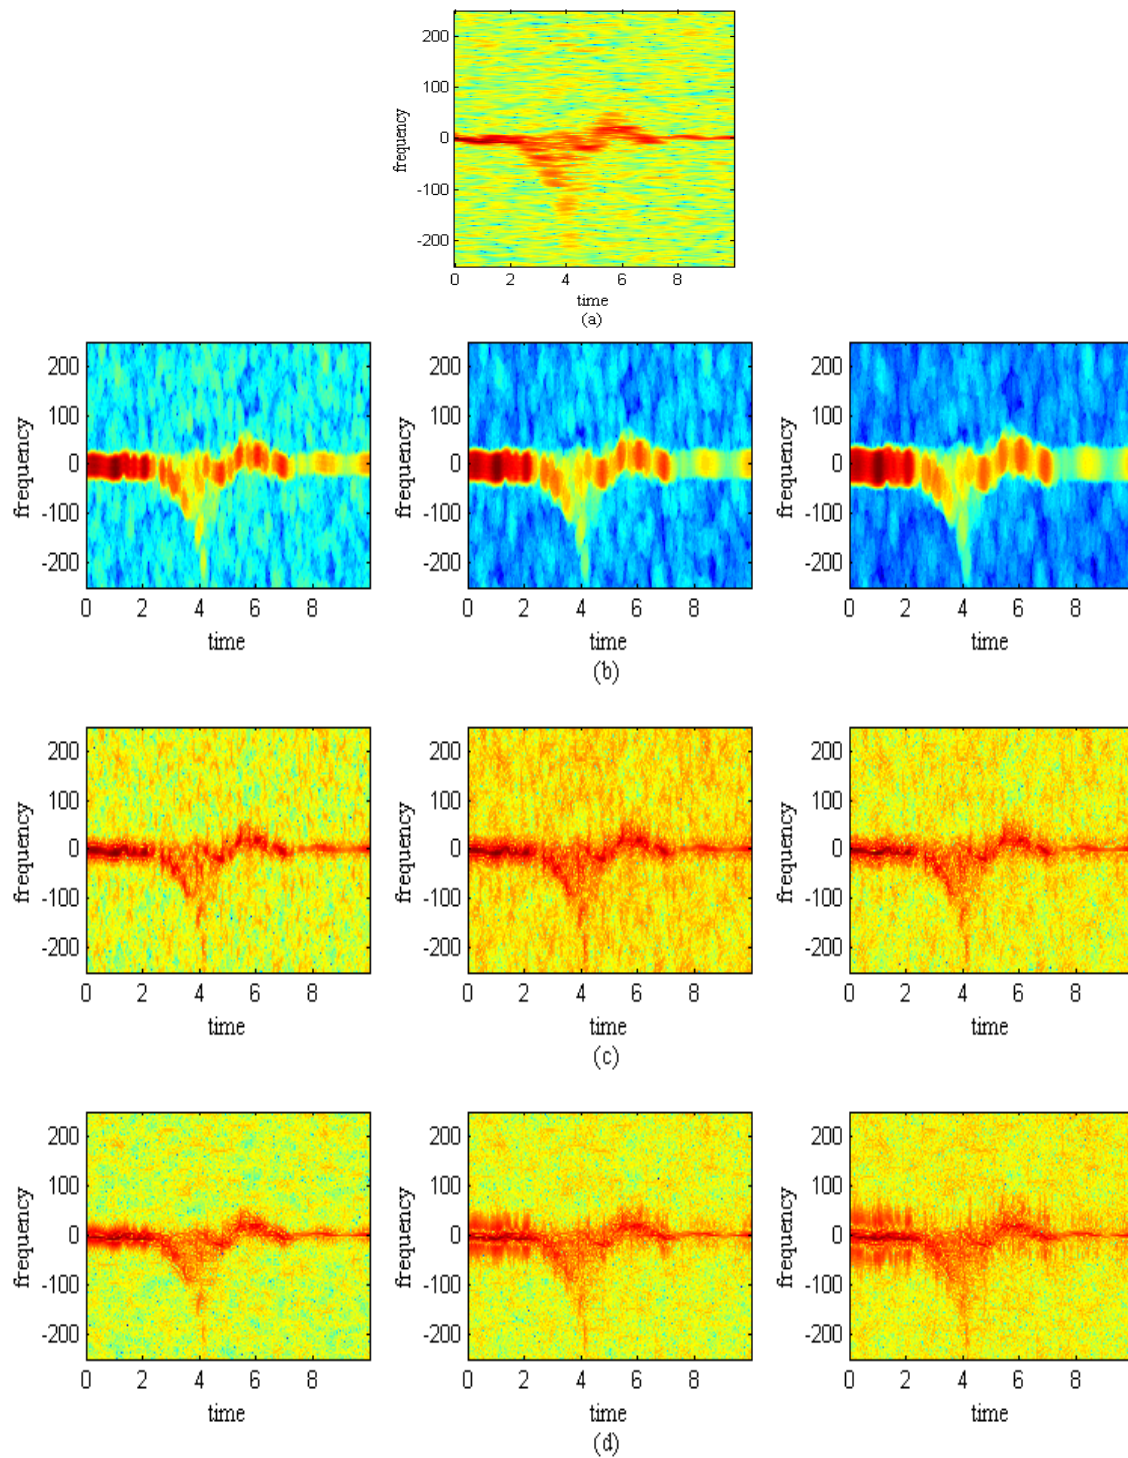 200
100
0
-100
-200
frequency
0 2 4 6 8
time
(a)
200 200 200
100 100 100
0 0 0
-100 -100 -100
-200 -200 -200
frequency frequency frequency
0 2 4 6 8 0 2 4 6 8 0 2 4 6 8
time time time
(b)
200 200 200
100 100 100
0 0 0
-100 -100 -100
-200 -200 -200
frequency frequency frequency
0 2 4 6 8 0 2 4 6 8 0 2 4 6 8
time time time
(c)
200 200 200
100 100 100
0 0 0
-100 -100 -100
-200 -200 -200
frequency frequency frequency
0 2 4 6 8 0 2 4 6 8 0 2 4 6 8
time time time
(d)